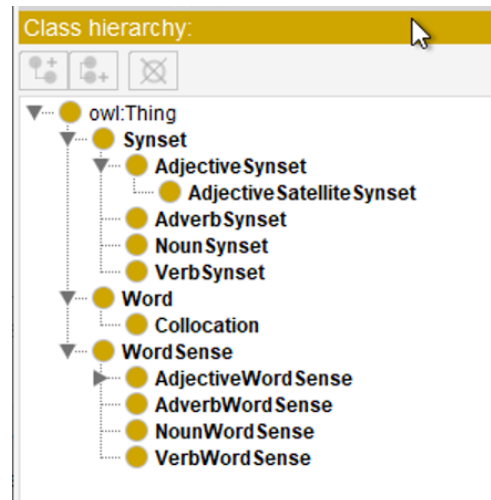 Class hierarchy:
owl:Thing
Synset
AdjectiveSynset
AdjectiveSatelliteSynset
AdverbSynset
NounSynset
VerbSynset
Word
Collocation
WordSense
AdjectiveWordSense
AdverbWordSense
NounWordSense
VerbWordSense